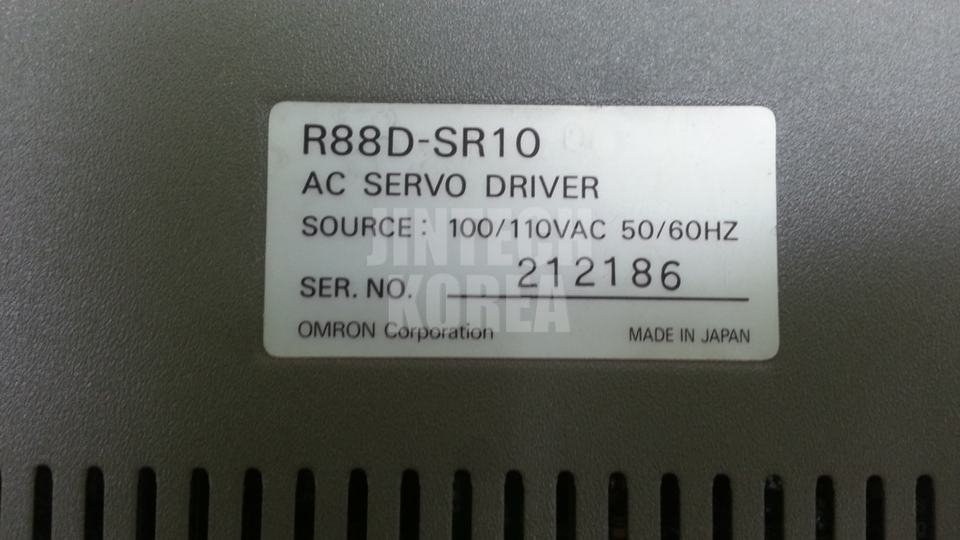 R88D-SR10
AC SERVO DRIVER
SOURCE: 100/110VAC 50/60HZ
SER. NO. 212186
OMRON Corporation MADE IN JAPAN
JINTECH
KOREA